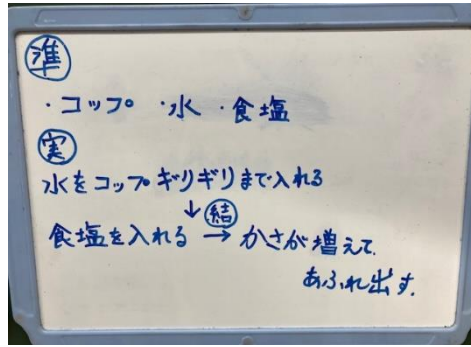 準
・コップ ・水 ・食塩
実
水をコップギリギリまで入れる
↓ 結
食塩を入れる → かさが増えて、
あふれ出す。